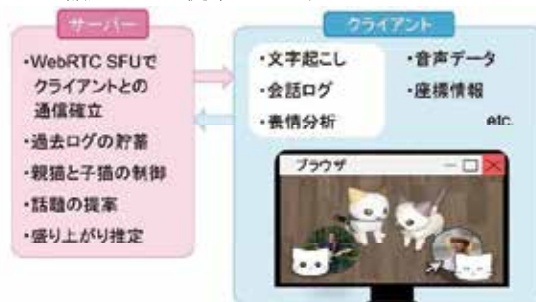 サーバー
・WebRTC SFUで
クライアントとの
通信確立
・過去ログの貯蓄
・親猫と子猫の制御
・話題の提案
・盛り上がり推定
クライアント
・文字起こし
・会話ログ
・表情分析
・音声データ
・座標情報
etc.
ブラウザ